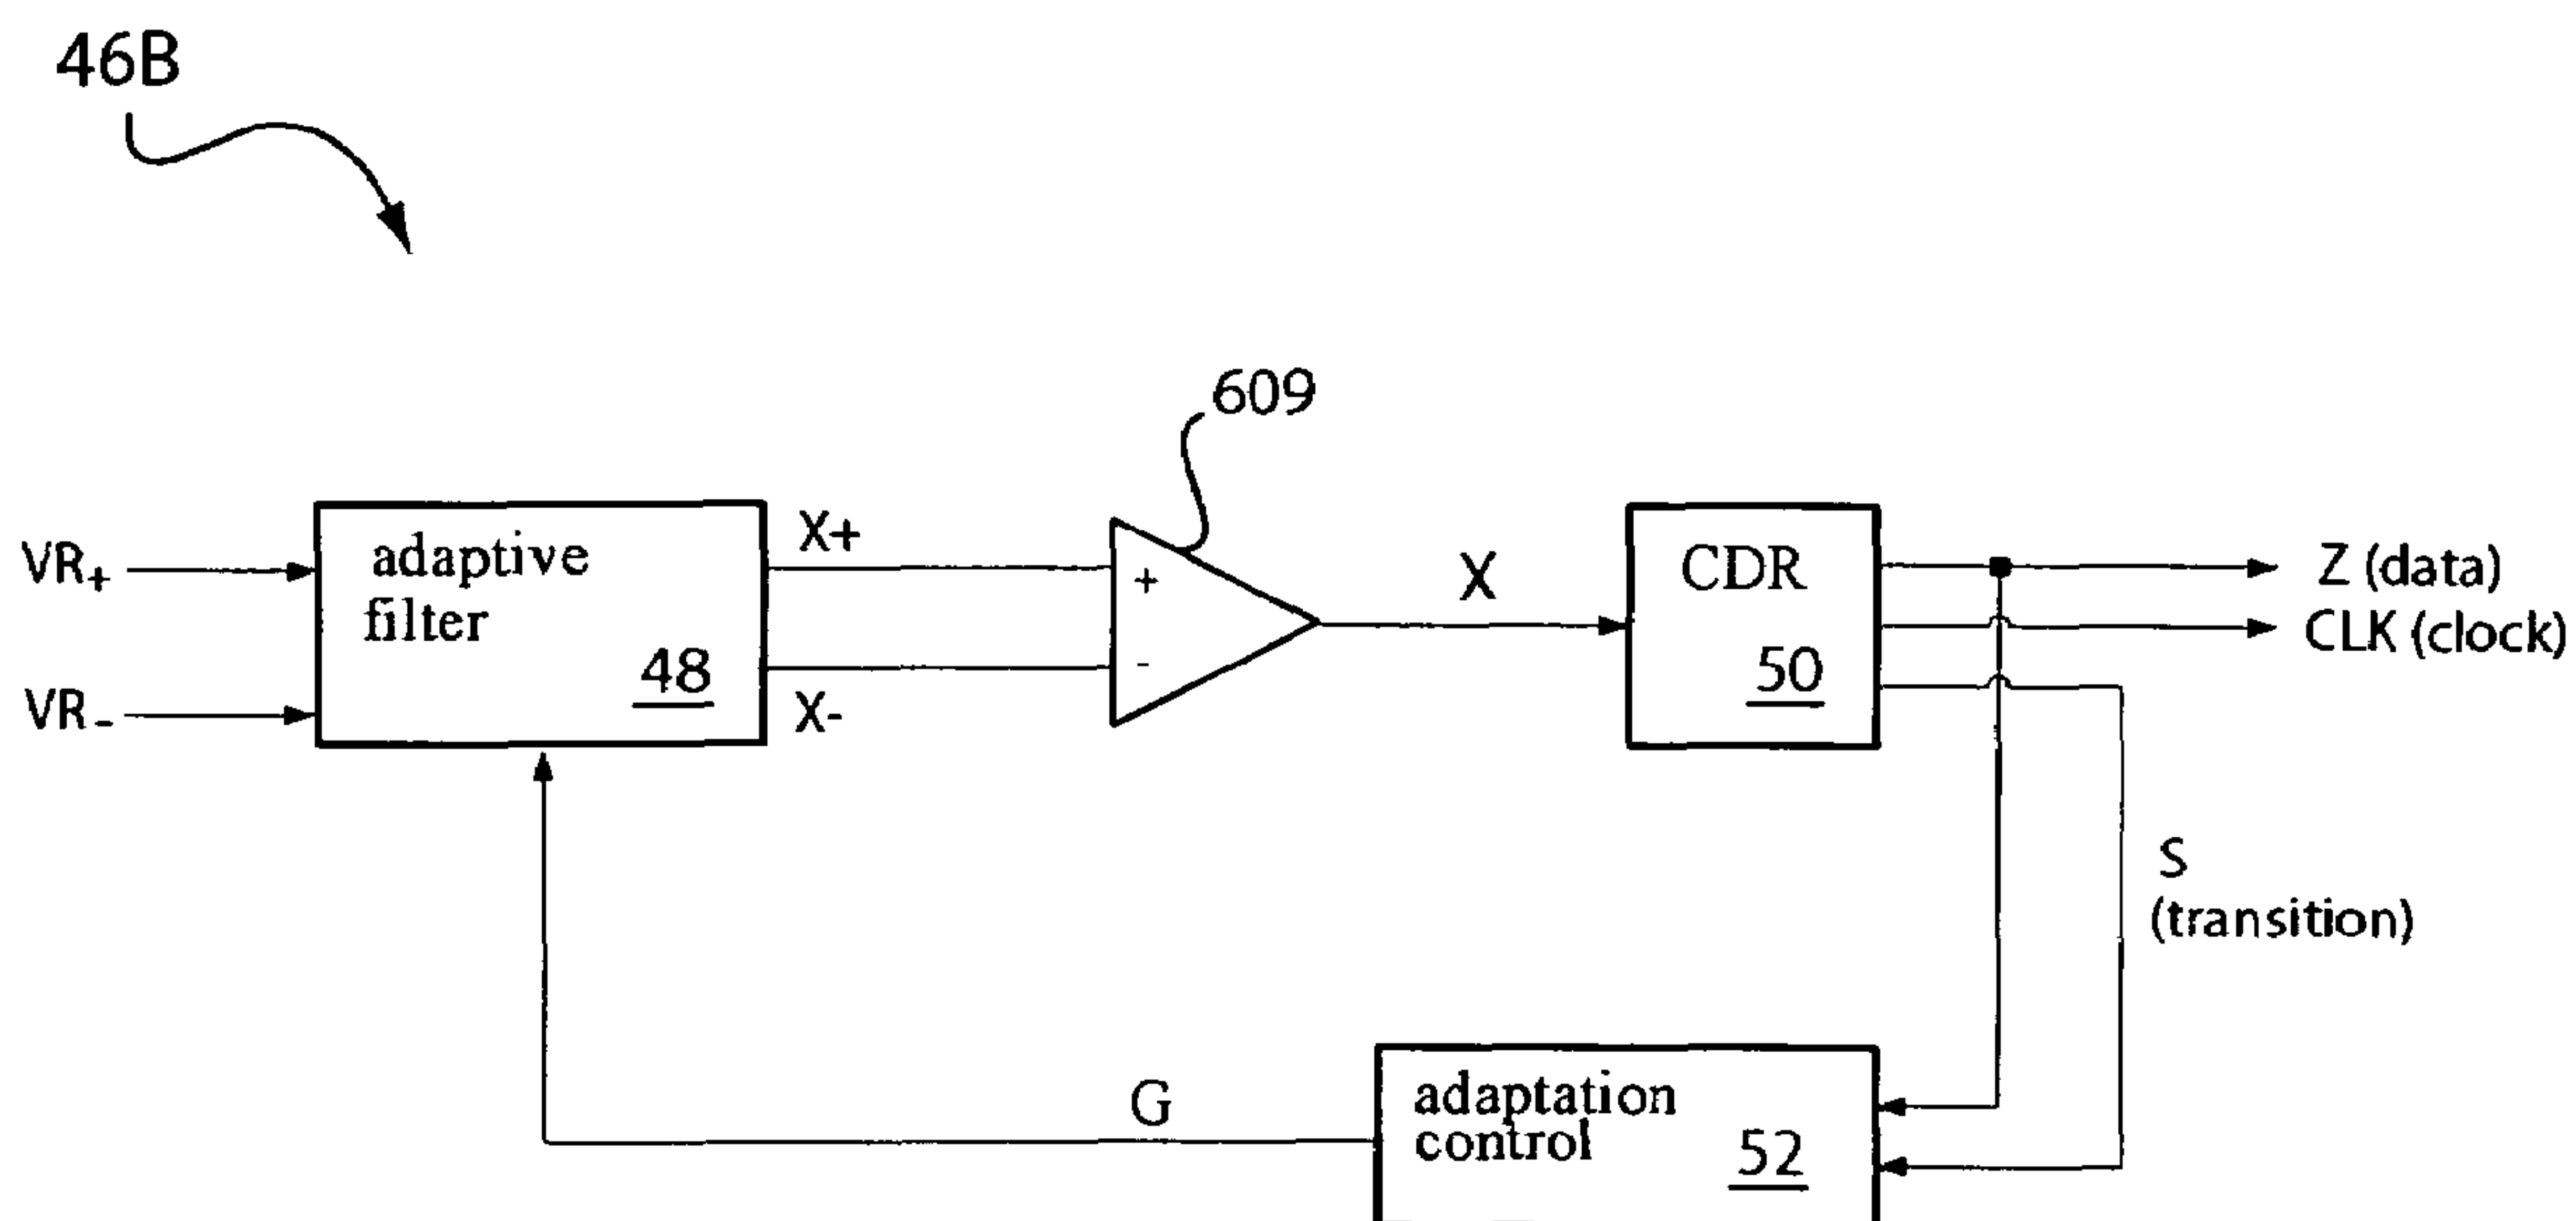 46B
609
VR+
VR-
adaptive
filter
48
X+
X-
+
-
X
CDR
50
Z (data)
CLK (clock)
S
(transition)
G
adaptation
control
52